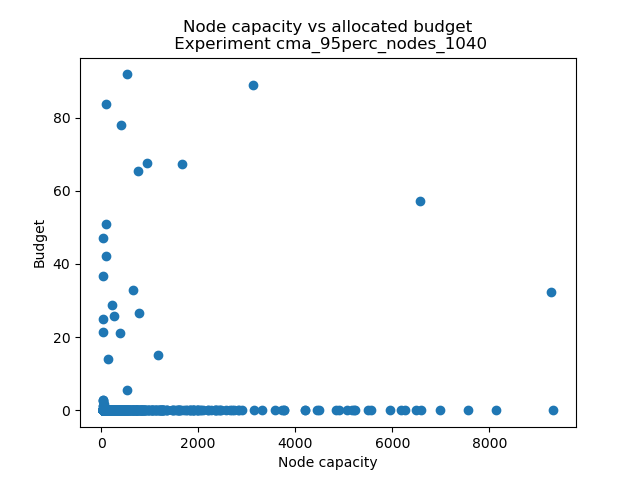 Node capacity vs allocated budget
Experiment cma_95perc_nodes_1040
Budget
80
60
40
20
0
0 2000 4000 6000 8000
Node capacity